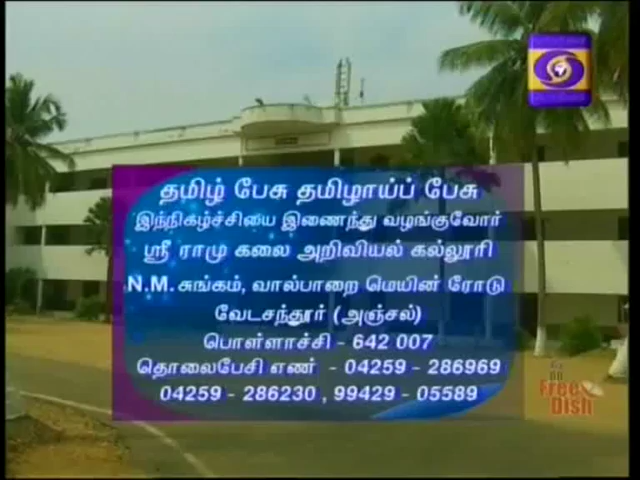 தமிழ் பேசு தமிழாய்ப் பேசு
இந்நிகழ்ச்சியை இணைந்து வழங்குவோர்
ஸ்ரீ ராமு கலை அறிவியல் கல்லூரி
N.M. சுங்கம், வால்பாறை மெயின் ரோடு
வேடசந்தூர் (அஞ்சல்)
பொள்ளாச்சி - 642 007
தொலைபேசி எண் - 04259 - 286969
04259 - 286230 , 99429 - 05589
Free
Dish